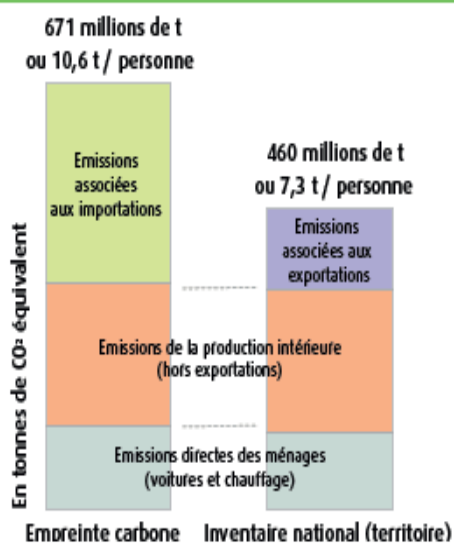 671 millions de t
ou 10,6 t / personne
460 millions de t
ou 7,3 t / personne
En tonnes de CO² équivalent
Emissions
associées
aux importations
Emissions
associées aux
exportations
Emissions de la production intérieure
(hors exportations)
Emissions directes des ménages
(voitures et chauffage)
Empreinte carbone
Inventaire national (territoire)